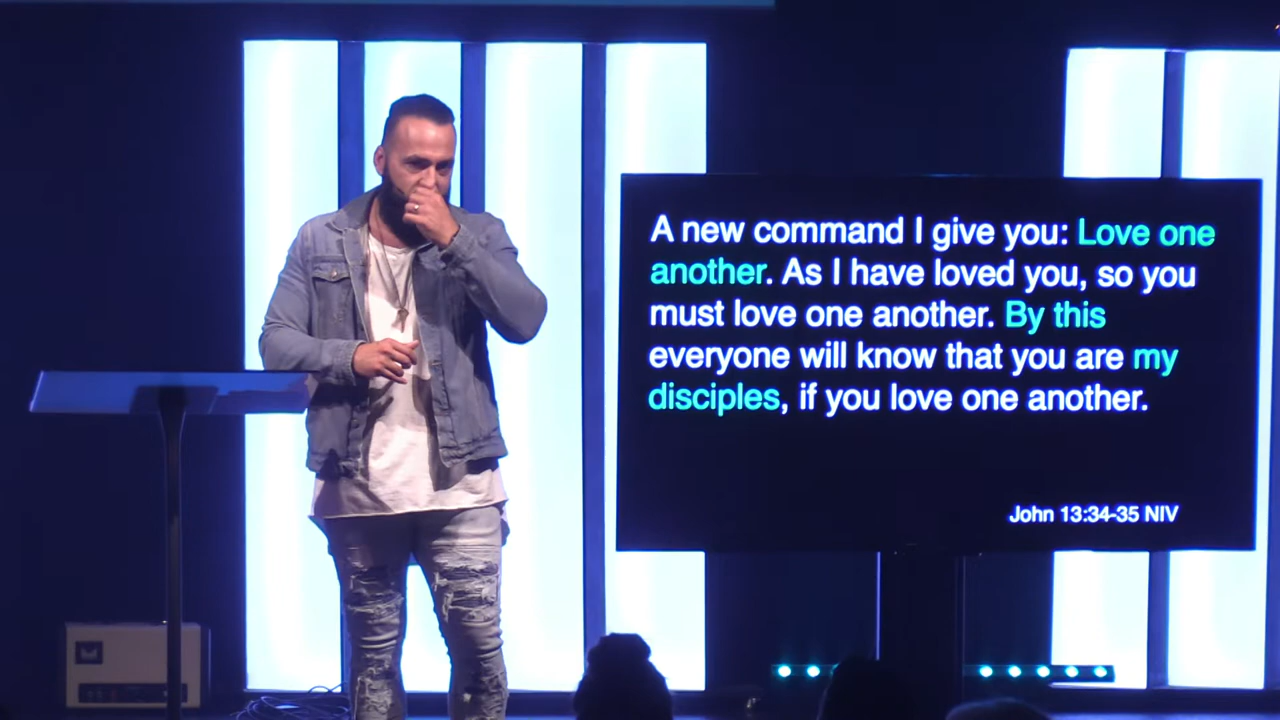 A new command I give you: Love one
another. As I have loved you, so you
must love one another. By this
everyone will know that you are my
disciples, if you love one another.
John 13:34-35 NIV